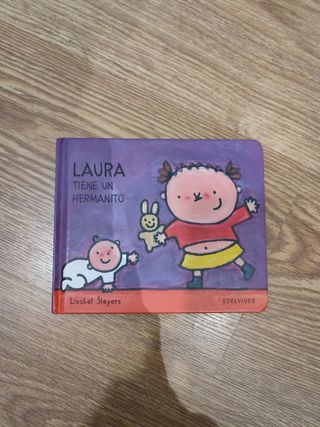 LAURA
TIENE UN
HERMANITO
Liesbet Slegers
EDELVIVES